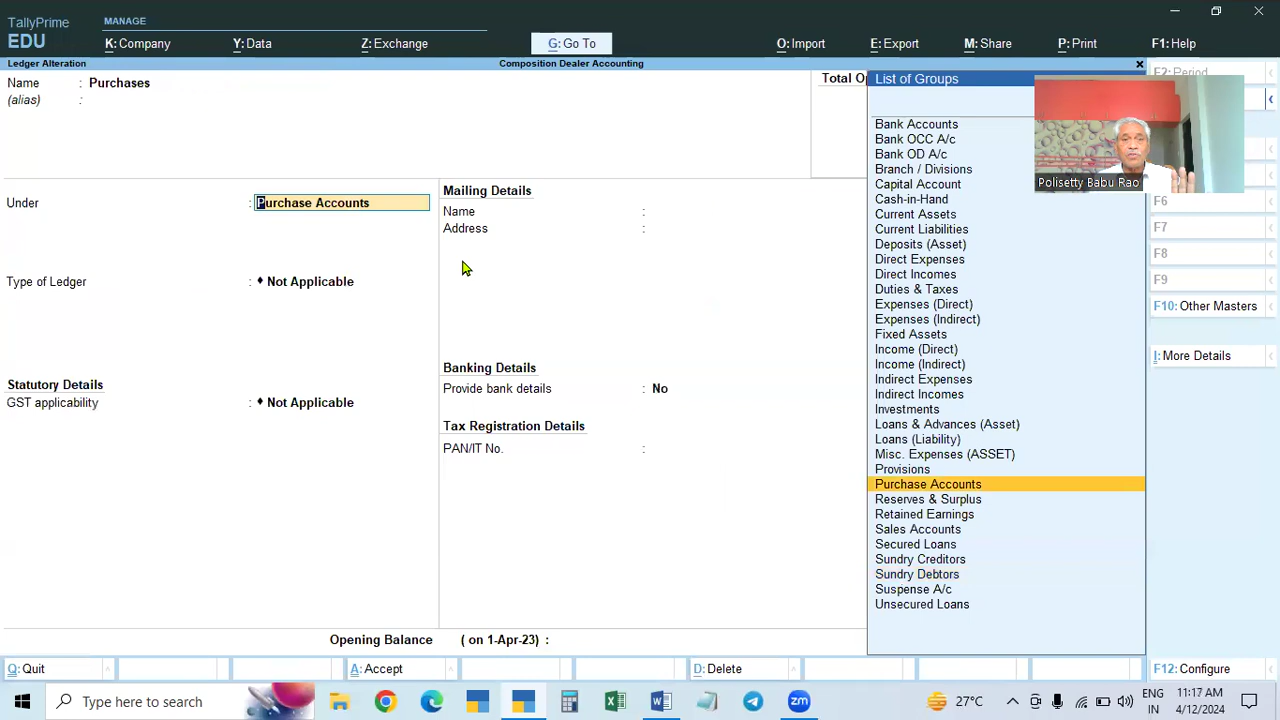 TallyPrime
EDU
MANAGE
K: Company
Y: Data
Z: Exchange
G: Go To
O: Import
E: Export
M: Share
P: Print
F1: Help
Ledger Alteration
Composition Dealer Accounting
Name : Purchases
(alias) :
Total Op
List of Groups
F2: Period
Polisetty Babu Rao
Under : Purchase Accounts
Type of Ledger : ♦ Not Applicable
Statutory Details
GST applicability : ♦ Not Applicable
Mailing Details
Name :
Address :
Banking Details
Provide bank details : No
Tax Registration Details
PAN/IT No. :
Opening Balance ( on 1-Apr-23) :
Bank Accounts
Bank OCC A/c
Bank OD A/c
Branch / Divisions
Capital Account
Cash-in-Hand
Current Assets
Current Liabilities
Deposits (Asset)
Direct Expenses
Direct Incomes
Duties & Taxes
Expenses (Direct)
Expenses (Indirect)
Fixed Assets
Income (Direct)
Income (Indirect)
Indirect Expenses
Indirect Incomes
Investments
Loans & Advances (Asset)
Loans (Liability)
Misc. Expenses (ASSET)
Provisions
Purchase Accounts
Reserves & Surplus
Retained Earnings
Sales Accounts
Secured Loans
Sundry Creditors
Sundry Debtors
Suspense A/c
Unsecured Loans
F6
F7
F8
F9
F10: Other Masters
I: More Details
Q: Quit
A: Accept
D: Delete
F12: Configure
Type here to search
27°C
ENG
IN
11:17 AM
4/12/2024